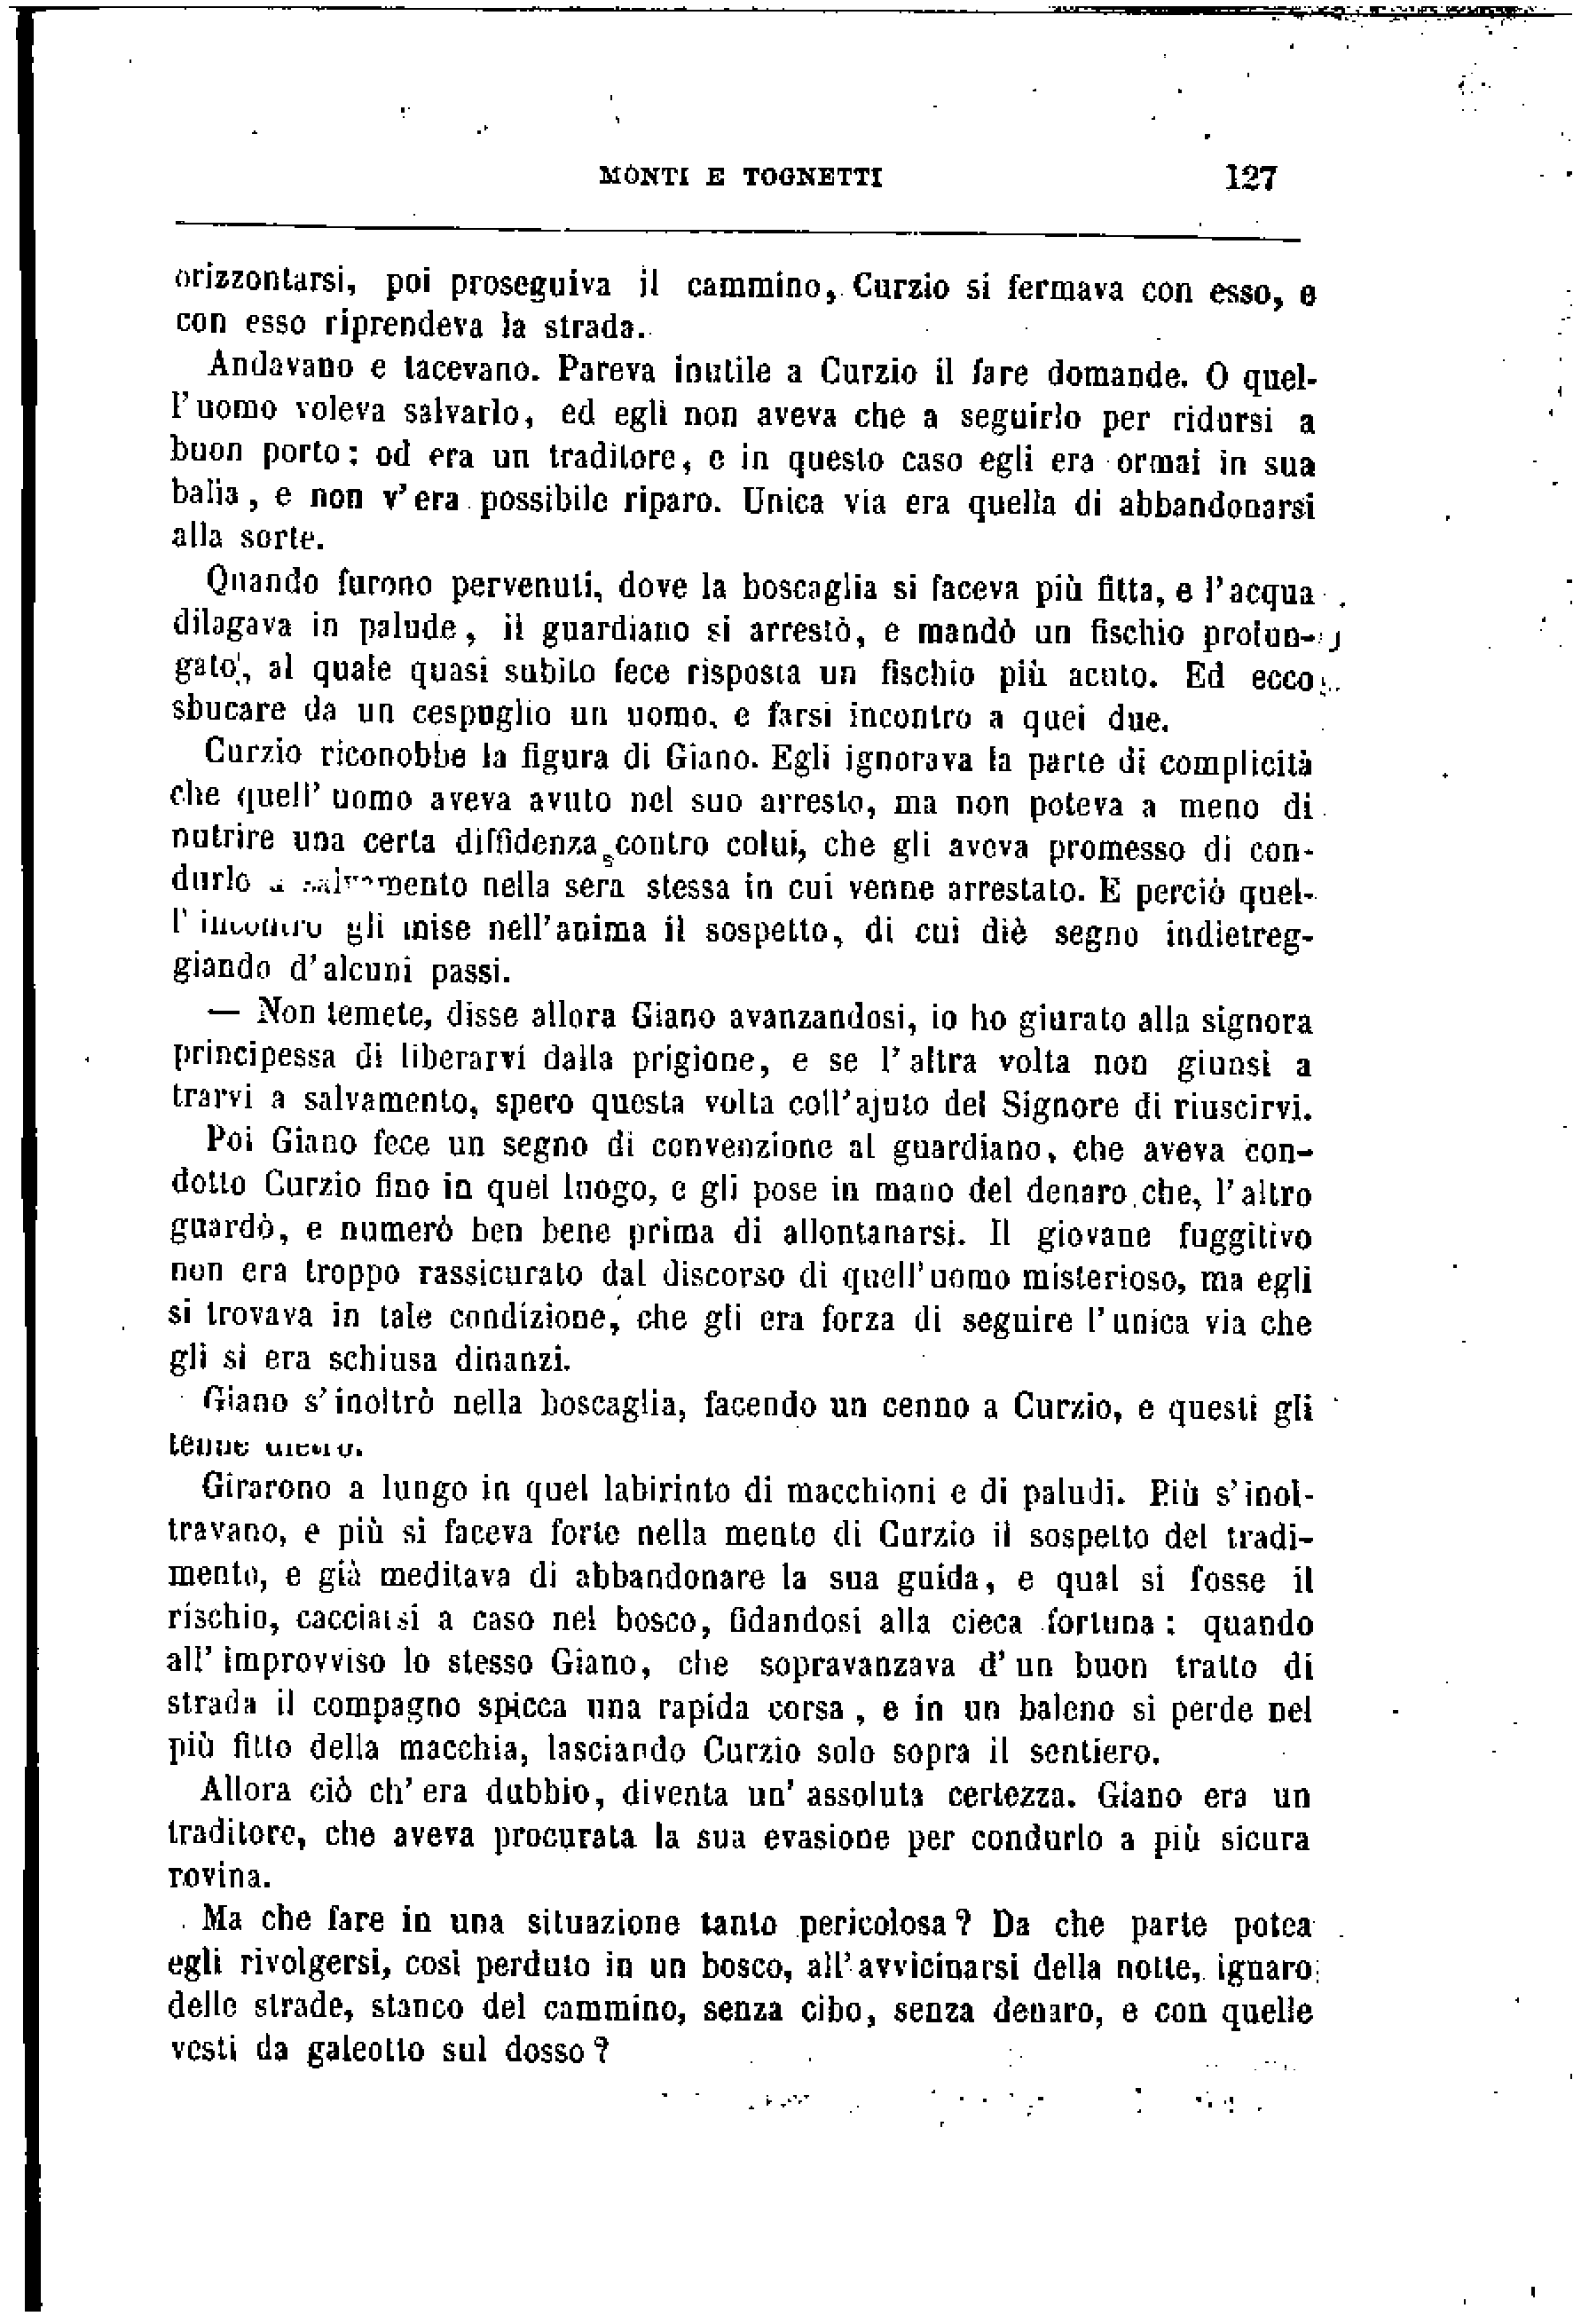 MONTI E TOGNETTI 127
orizzontarsi, poi proseguiva il cammino, Curzio si fermava con esso, e
con esso riprendeva la strada.
Andavano e tacevano. Pareva inutile a Curzio il fare domande. O quel-
l'uomo voleva salvarlo, ed egli non aveva che a seguirlo per ridursi a
buon porto: od era un traditore, e in questo caso egli era ormai in sua
balia, e non v'era possibile riparo. Unica via era quella di abbandonarsi
alla sorte.
Quando furono pervenuti, dove la boscaglia si faceva più fitta, e l'acqua
dilagava in palude, il guardiano si arrestò, e mandò un fischio prolun-
gato, al quale quasi subito fece risposta un fischio più acuto. Ed ecco
sbucare da un cespuglio un uomo, e farsi incontro a quei due.
Curzio riconobbe la figura di Giano. Egli ignorava la parte di complicità
che quell'uomo aveva avuto nel suo arresto, ma non poteva a meno di
nutrire una certa diffidenza contro colui, che gli aveva promesso di con-
durlo a salvamento nella sera stessa in cui venne arrestato. E perciò quel-
l'incontro gli mise nell'anima il sospetto, di cui diè segno indietreg-
giando d'alcuni passi.
— Non temete, disse allora Giano avanzandosi, io ho giurato alla signora
principessa di liberarvi dalla prigione, e se l'altra volta non giunsi a
trarvi a salvamento, spero questa volta coll'ajuto del Signore di riuscirvi.
Poi Giano fece un segno di convenzione al guardiano, che aveva con-
dotto Curzio fino in quel luogo, e gli pose in mano del denaro che, l'altro
guardò, e numerò ben bene prima di allontanarsi. Il giovane fuggitivo
non era troppo rassicurato dal discorso di quell'uomo misterioso, ma egli
si trovava in tale condizione, che gli era forza di seguire l'unica via che
gli si era schiusa dinanzi.
Giano s'inoltrò nella boscaglia, facendo un cenno a Curzio, e questi gli
tenne dietro.
Girarono a lungo in quel labirinto di macchioni e di paludi. Più s'inol-
travano, e più si faceva forte nella mente di Curzio il sospetto del tradi-
mento, e già meditava di abbandonare la sua guida, e qual si fosse il
rischio, cacciarsi a caso nel bosco, fidandosi alla cieca fortuna: quando
all'improvviso lo stesso Giano, che sopravanzava d'un buon tratto di
strada il compagno spicca una rapida corsa, e in un baleno si perde nel
più fitto della macchia, lasciando Curzio solo sopra il sentiero.
Allora ciò ch'era dubbio, diventa un'assoluta certezza. Giano era un
traditore, che aveva procurata la sua evasione per condurlo a più sicura
rovina.
Ma che fare in una situazione tanto pericolosa? Da che parte potea
egli rivolgersi, così perduto in un bosco, all'avvicinarsi della notte, ignaro
delle strade, stanco del cammino, senza cibo, senza denaro, e con quelle
vesti da galeotto sul dosso?